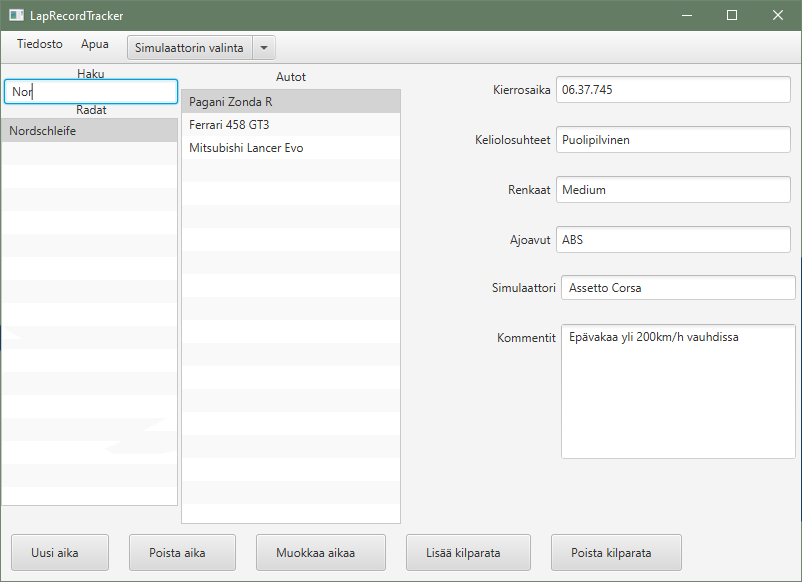 LapRecordTracker
Tiedosto Apua Simulaattorin valinta
Haku
Nor
Radat
Nordschleife
Autot
Pagani Zonda R
Ferrari 458 GT3
Mitsubishi Lancer Evo
Kierrosaika 06.37.745
Keliolosuhteet Puolipilvinen
Renkaat Medium
Ajoavut ABS
Simulaattori Assetto Corsa
Kommentit Epävakaa yli 200km/h vauhdissa
Uusi aika Poista aika Muokkaa aikaa Lisää kilparata Poista kilparata